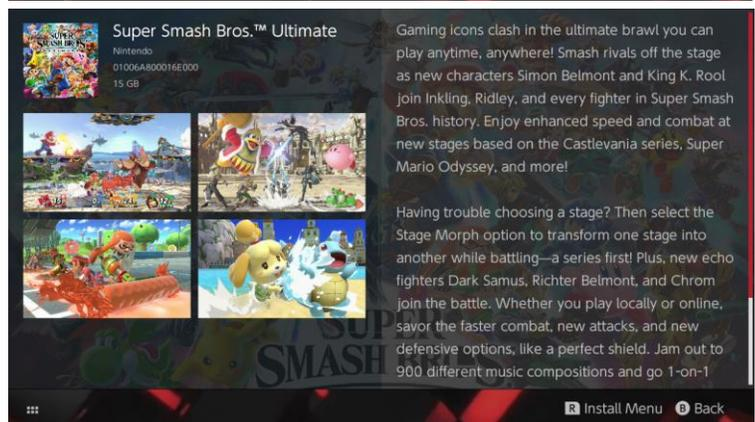 Super Smash Bros.™ Ultimate
Nintendo
01006A800016E000
15 GB
Gaming icons clash in the ultimate brawl you can
play anytime, anywhere! Smash rivals off the stage
as new characters Simon Belmont and King K. Rool
join Inkling, Ridley, and every fighter in Super Smash
Bros. history. Enjoy enhanced speed and combat at
new stages based on the Castlevania series, Super
Mario Odyssey, and more!
Having trouble choosing a stage? Then select the
Stage Morph option to transform one stage into
another while battling—a series first! Plus, new echo
fighters Dark Samus, Richter Belmont, and Chrom
join the battle. Whether you play locally or online,
savor the faster combat, new attacks, and new
defensive options, like a perfect shield. Jam out to
900 different music compositions and go 1-on-1
SUPER
SMASH BROS.
R Install Menu B Back